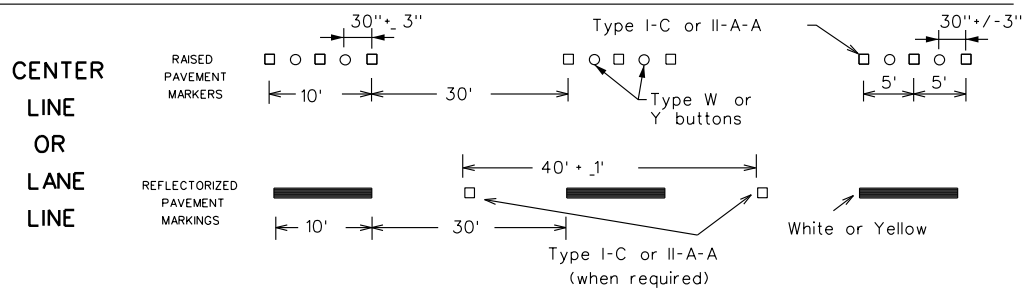 CENTER
LINE
OR
LANE
LINE
RAISED
PAVEMENT
MARKERS
30"+_ 3"
10'
30'
Type I-C or II-A-A
Type W or
Y buttons
30"+/-3"
5' 5'
REFLECTORIZED
PAVEMENT
MARKINGS
40' + _1'
10'
30'
Type I-C or II-A-A
(when required)
White or Yellow